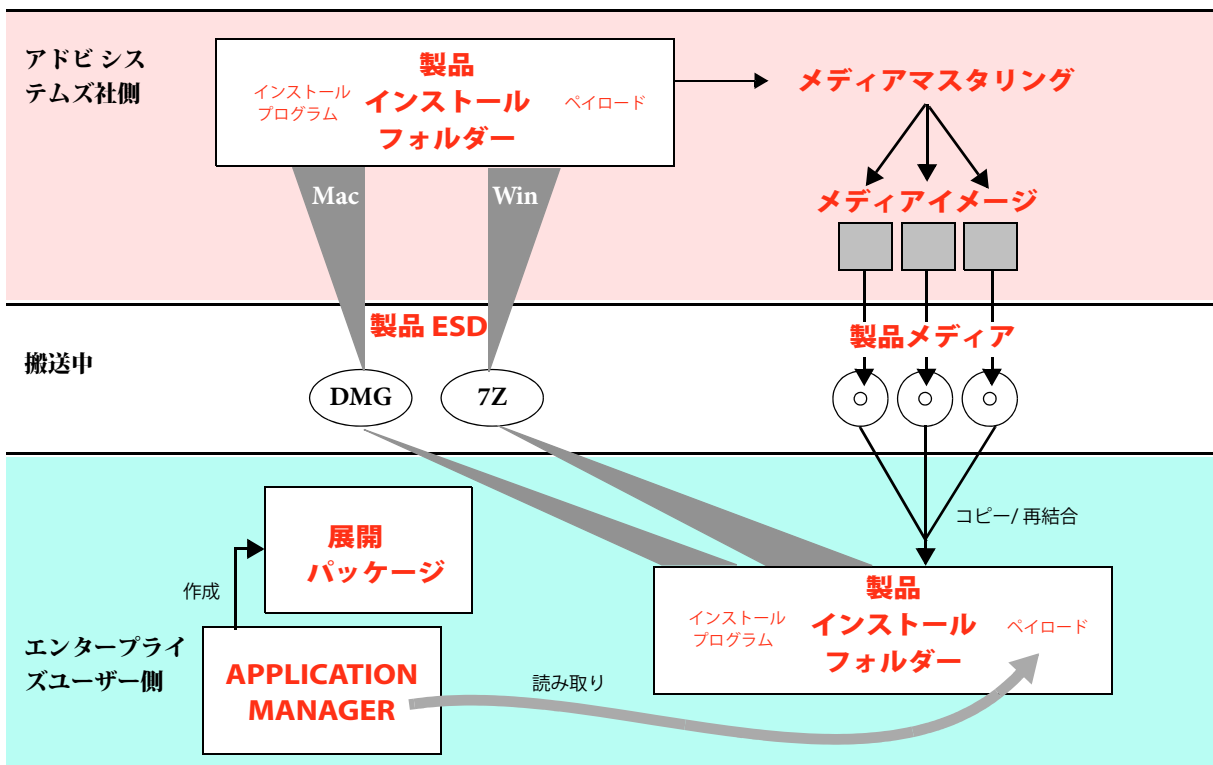 アドビ シス
テムズ社側
製品
インストール
フォルダー
インストール
プログラム
ペイロード
メディアマスタリング
Mac
Win
メディアイメージ
製品 ESD
製品メディア
搬送中
DMG
7Z
コピー/ 再結合
展開
パッケージ
作成
製品
インストール
フォルダー
インストール
プログラム
ペイロード
エンタープライ
ズユーザー側
APPLICATION
MANAGER
読み取り